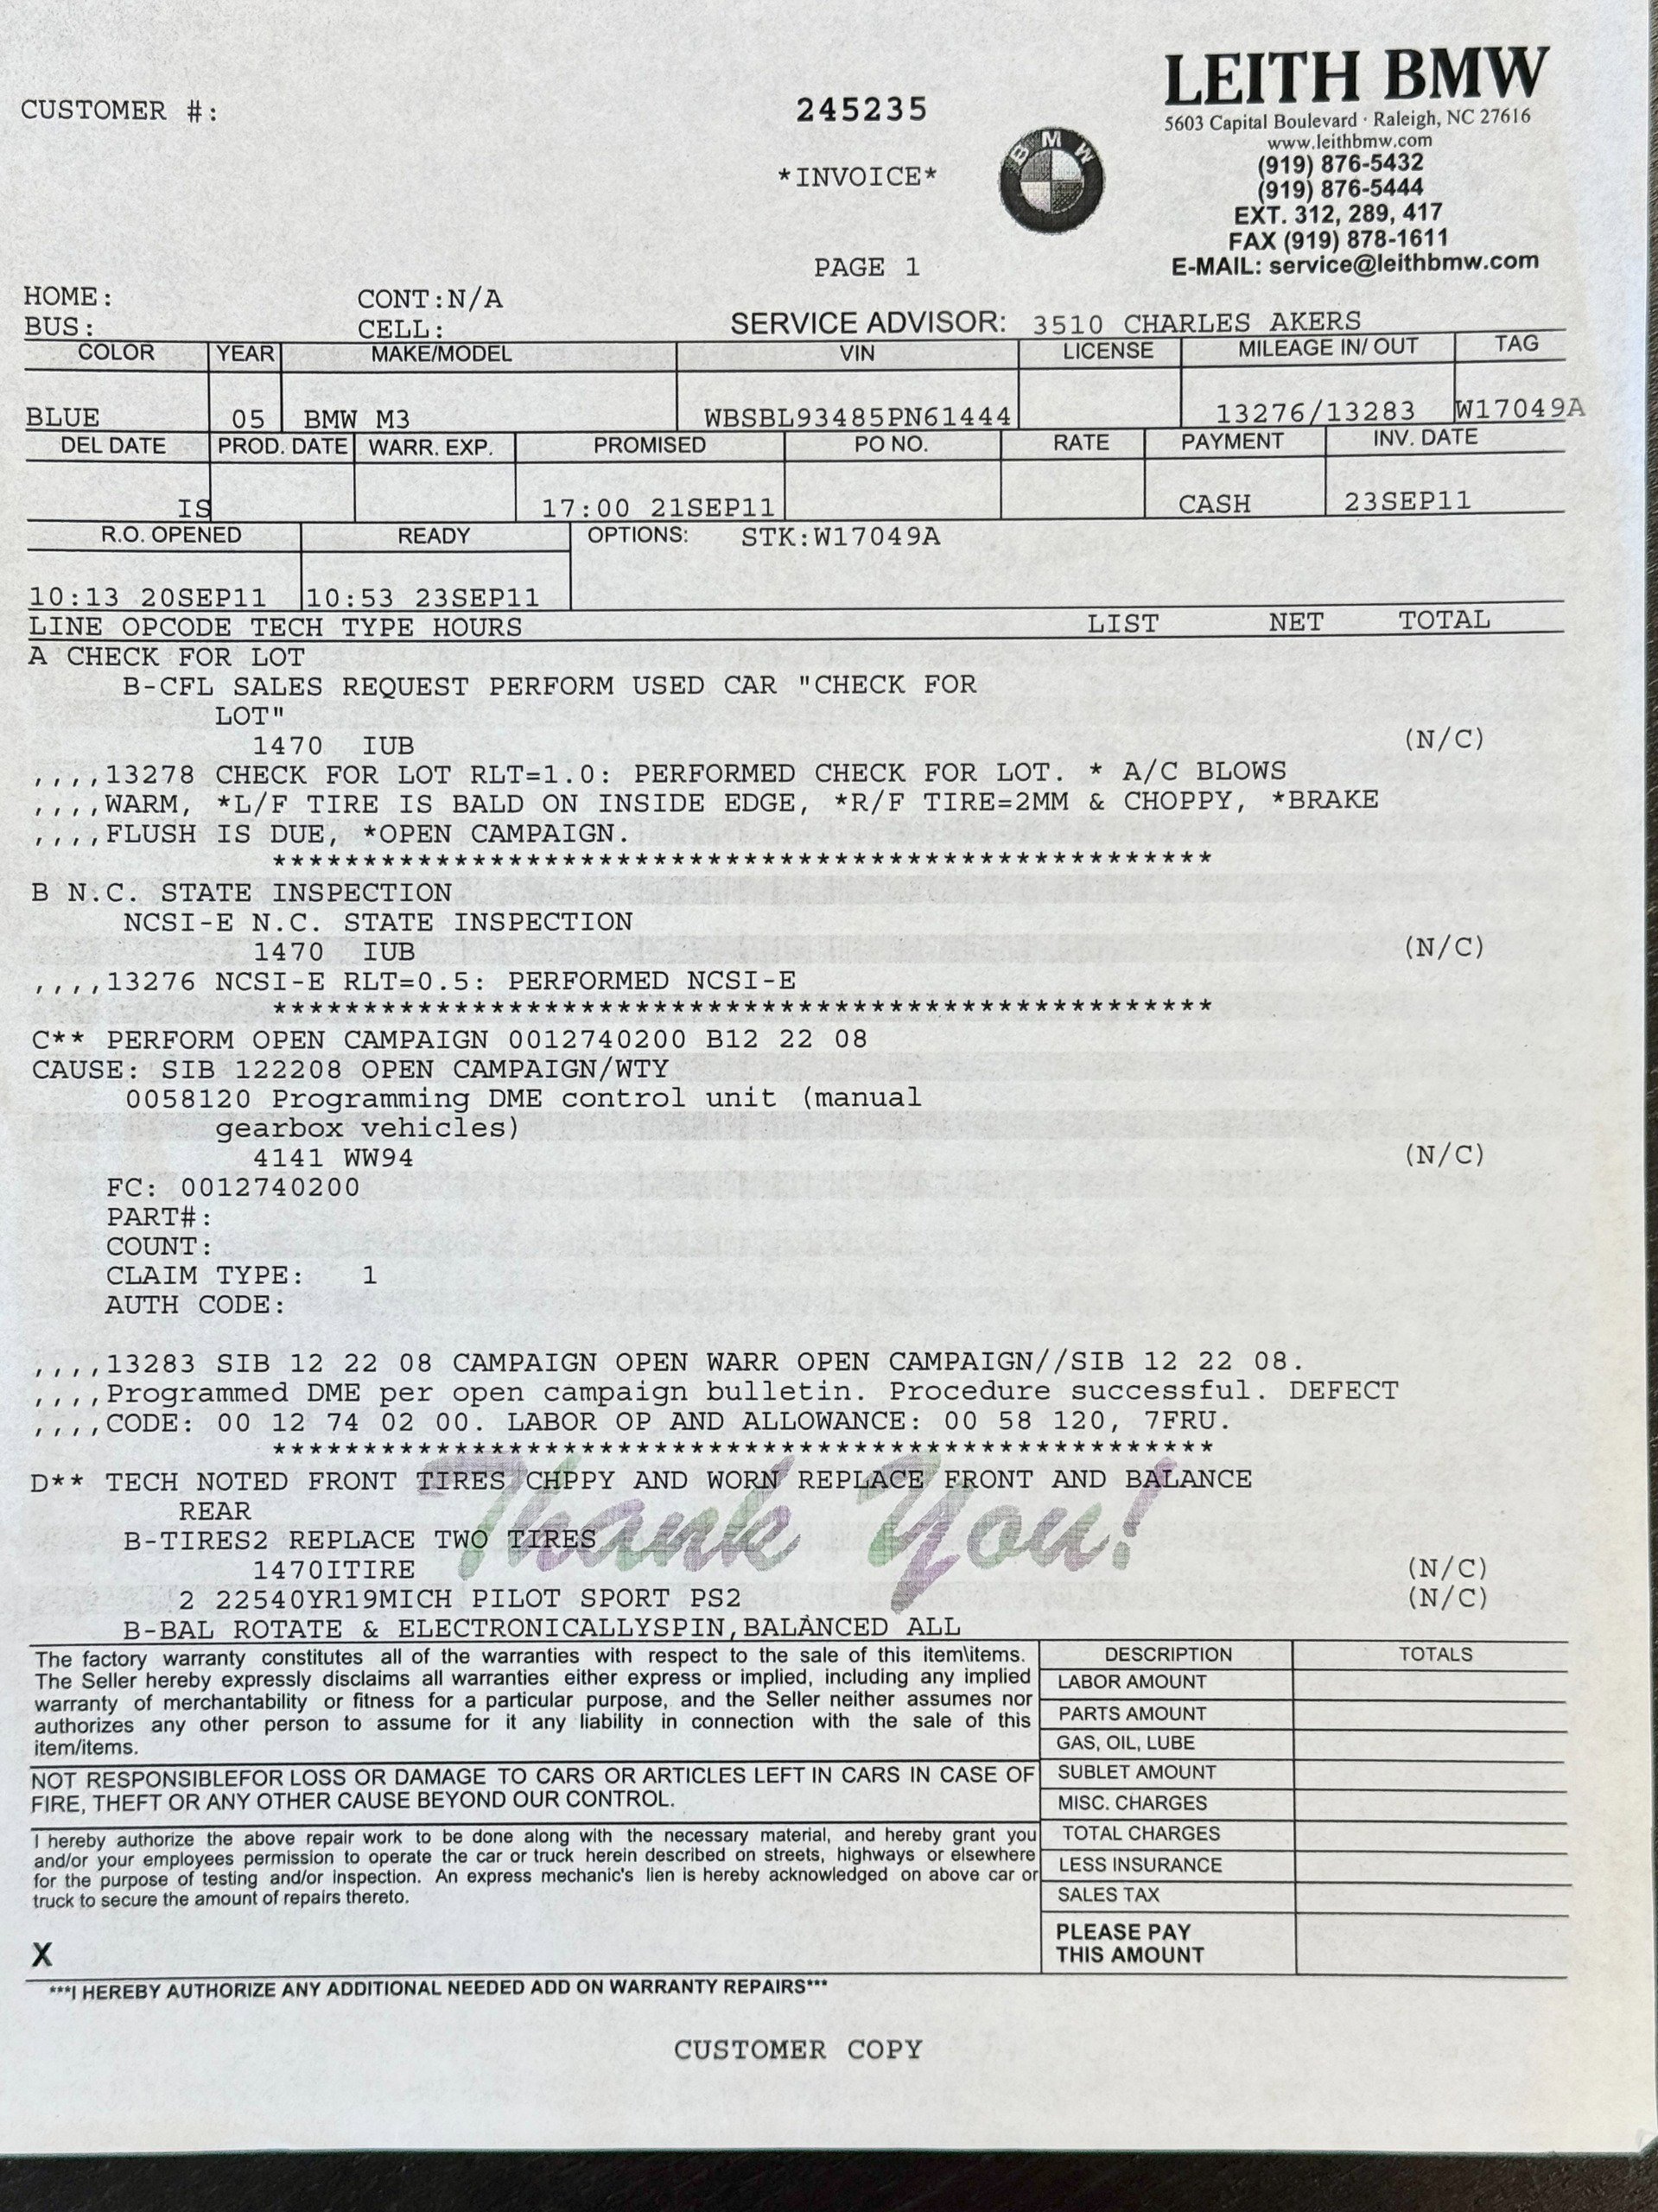 LEITH BMW
CUSTOMER #:
245235
5603 Capital Boulevard · Raleigh, NC 27616
www.leithbmw.com
*INVOICE*
BMW
(919) 876-5432
(919) 876-5444
EXT. 312, 289, 417
FAX (919) 878-1611
PAGE 1
E-MAIL: service@leithbmw.com
HOME: CONT:N/A
BUS: CELL: SERVICE ADVISOR: 3510 CHARLES AKERS
COLOR YEAR MAKE/MODEL VIN LICENSE MILEAGE IN/ OUT TAG
BLUE 05 BMW M3 WBSBL93485PN61444 13276/13283 W17049A
DEL DATE PROD. DATE WARR. EXP. PROMISED PO NO. RATE PAYMENT INV. DATE
IS 17:00 21SEP11 CASH 23SEP11
R.O. OPENED READY OPTIONS: STK:W17049A
10:13 20SEP11 10:53 23SEP11
LINE OPCODE TECH TYPE HOURS LIST NET TOTAL
A CHECK FOR LOT
B-CFL SALES REQUEST PERFORM USED CAR "CHECK FOR
LOT"
1470 IUB (N/C)
,,,,13278 CHECK FOR LOT RLT=1.0: PERFORMED CHECK FOR LOT. * A/C BLOWS
,,,,WARM, *L/F TIRE IS BALD ON INSIDE EDGE, *R/F TIRE=2MM & CHOPPY, *BRAKE
,,,,FLUSH IS DUE, *OPEN CAMPAIGN.
***************************************************
B N.C. STATE INSPECTION
NCSI-E N.C. STATE INSPECTION
1470 IUB (N/C)
,,,,13276 NCSI-E RLT=0.5: PERFORMED NCSI-E
***************************************************
C** PERFORM OPEN CAMPAIGN 0012740200 B12 22 08
CAUSE: SIB 122208 OPEN CAMPAIGN/WTY
0058120 Programming DME control unit (manual
gearbox vehicles)
4141 WW94 (N/C)
FC: 0012740200
PART#:
COUNT:
CLAIM TYPE: 1
AUTH CODE:
,,,,13283 SIB 12 22 08 CAMPAIGN OPEN WARR OPEN CAMPAIGN//SIB 12 22 08.
,,,,Programmed DME per open campaign bulletin. Procedure successful. DEFECT
,,,,CODE: 00 12 74 02 00. LABOR OP AND ALLOWANCE: 00 58 120, 7FRU.
***************************************************
D** TECH NOTED FRONT TIRES CHPPY AND WORN REPLACE FRONT AND BALANCE
REAR
Thank You!
B-TIRES2 REPLACE TWO TIRES
1470ITIRE (N/C)
2 22540YR19MICH PILOT SPORT PS2 (N/C)
B-BAL ROTATE & ELECTRONICALLYSPIN,BALANCED ALL
The factory warranty constitutes all of the warranties with respect to the sale of this item\items.
The Seller hereby expressly disclaims all warranties either express or implied, including any implied
warranty of merchantability or fitness for a particular purpose, and the Seller neither assumes nor
authorizes any other person to assume for it any liability in connection with the sale of this
item/items.
NOT RESPONSIBLEFOR LOSS OR DAMAGE TO CARS OR ARTICLES LEFT IN CARS IN CASE OF
FIRE, THEFT OR ANY OTHER CAUSE BEYOND OUR CONTROL.
I hereby authorize the above repair work to be done along with the necessary material, and hereby grant you
and/or your employees permission to operate the car or truck herein described on streets, highways or elsewhere
for the purpose of testing and/or inspection. An express mechanic's lien is hereby acknowledged on above car or
truck to secure the amount of repairs thereto.
X
DESCRIPTION TOTALS
LABOR AMOUNT
PARTS AMOUNT
GAS, OIL, LUBE
SUBLET AMOUNT
MISC. CHARGES
TOTAL CHARGES
LESS INSURANCE
SALES TAX
PLEASE PAY
THIS AMOUNT
***I HEREBY AUTHORIZE ANY ADDITIONAL NEEDED ADD ON WARRANTY REPAIRS***
CUSTOMER COPY